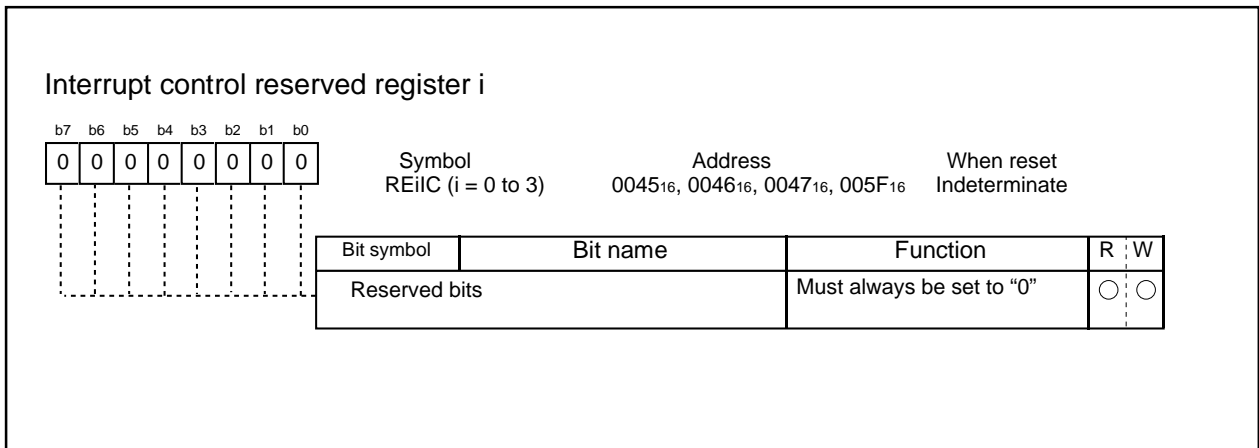 Interrupt control reserved register i
b7 b6 b5 b4 b3 b2 b1 b0
0 0 0 0 0 0 0 0
Symbol Address When reset
REiIC (i = 0 to 3) 004516, 004616, 004716, 005F16 Indeterminate
Bit symbol Bit name Function R W
Reserved bits Must always be set to “0” ○ ○